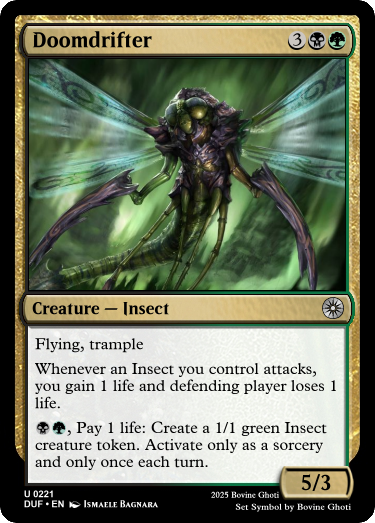 Doomdrifter 3
Creature — Insect
Flying, trample
Whenever an Insect you control attacks,
you gain 1 life and defending player loses 1
life.
, Pay 1 life: Create a 1/1 green Insect
creature token. Activate only as a sorcery
and only once each turn.
5/3
U 0221
DUF • EN ISMAELE BAGNARA
2025 Bovine Ghoti
Set Symbol by Bovine Ghoti